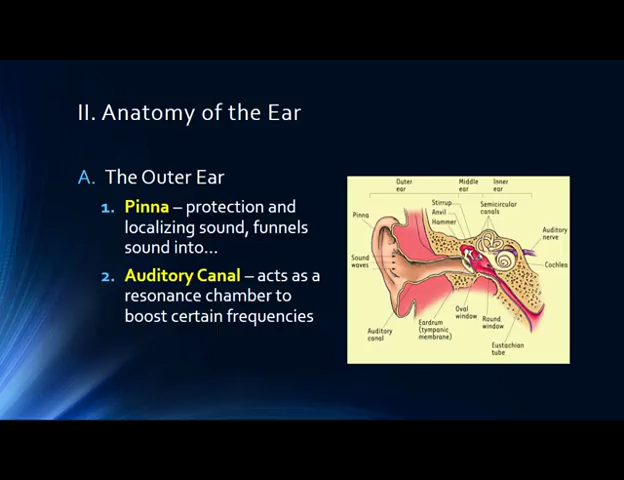 II. Anatomy of the Ear
A. The Outer Ear
1. Pinna – protection and
localizing sound, funnels
sound into…
2. Auditory Canal – acts as a
resonance chamber to
boost certain frequencies
Outer
ear
Middle
ear
Inner
ear
Stirrup
Anvil
Hammer
Semicircular
canals
Pinna
Auditory
nerve
Sound
waves
Cochlea
Oval
window
Round
window
Auditory
canal
Eardrum
(tympanic
membrane)
Eustachian
tube